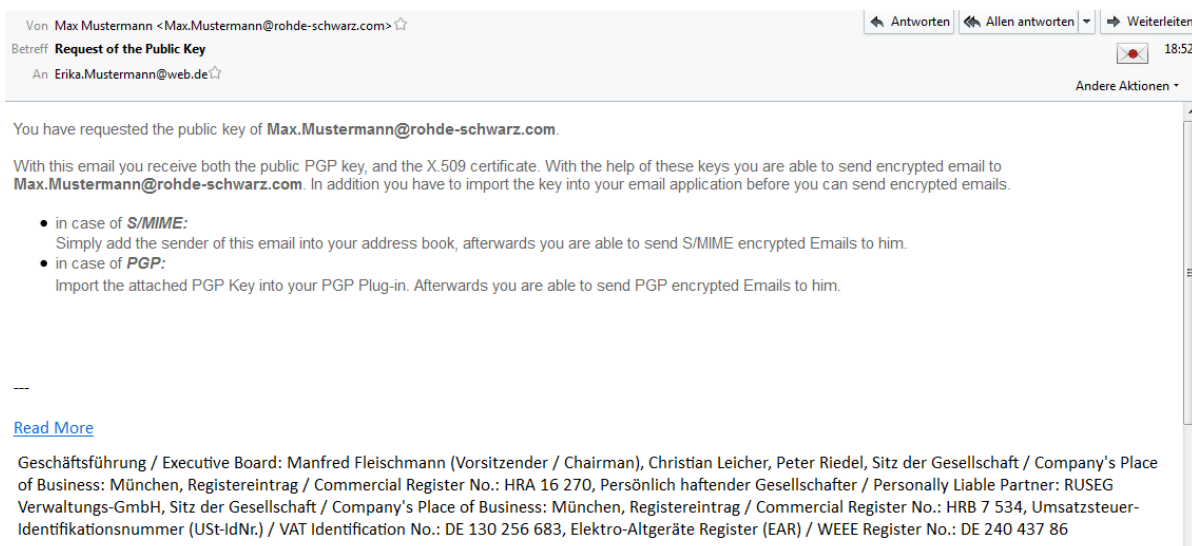 Von Max Mustermann <Max.Mustermann@rohde-schwarz.com>
Antworten Allen antworten Weiterleiten
Betreff Request of the Public Key
18:52
An Erika.Mustermann@web.de
Andere Aktionen
You have requested the public key of Max.Mustermann@rohde-schwarz.com.
With this email you receive both the public PGP key, and the X.509 certificate. With the help of these keys you are able to send encrypted email to
Max.Mustermann@rohde-schwarz.com. In addition you have to import the key into your email application before you can send encrypted emails.
• in case of S/MIME:
Simply add the sender of this email into your address book, afterwards you are able to send S/MIME encrypted Emails to him.
• in case of PGP:
Import the attached PGP Key into your PGP Plug-in. Afterwards you are able to send PGP encrypted Emails to him.
---
Read More
Geschäftsführung / Executive Board: Manfred Fleischmann (Vorsitzender / Chairman), Christian Leicher, Peter Riedel, Sitz der Gesellschaft / Company's Place
of Business: München, Registereintrag / Commercial Register No.: HRA 16 270, Persönlich haftender Gesellschafter / Personally Liable Partner: RUSEG
Verwaltungs-GmbH, Sitz der Gesellschaft / Company's Place of Business: München, Registereintrag / Commercial Register No.: HRB 7 534, Umsatzsteuer-
Identifikationsnummer (USt-IdNr.) / VAT Identification No.: DE 130 256 683, Elektro-Altgeräte Register (EAR) / WEEE Register No.: DE 240 437 86